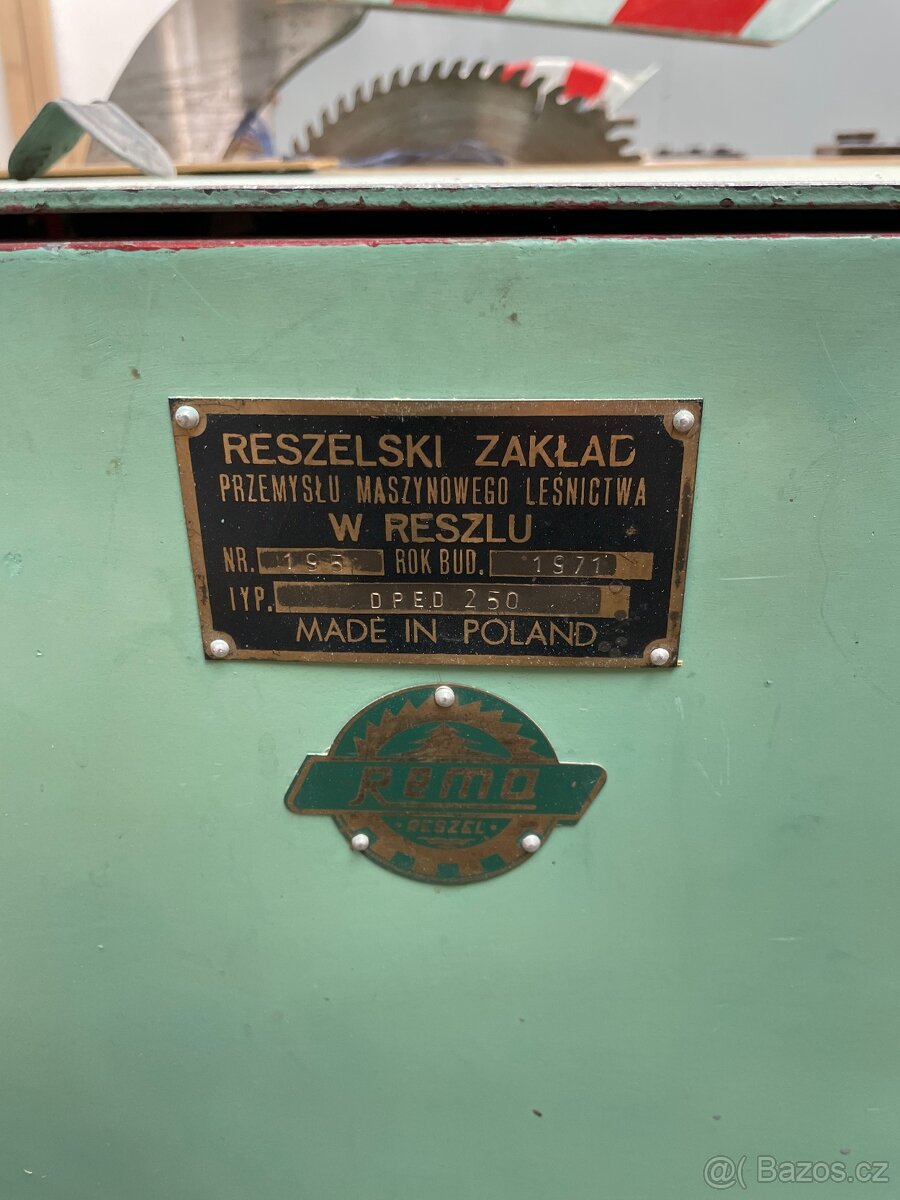 RESZELSKI ZAKŁAD
PRZEMYSŁU MASZYNOWEGO LEŚNICTWA
W RESZLU
NR. 195 ROK BUD. 1971
TYP. DPED 250
MADE IN POLAND
Remo
RESZEL
@( Bazos.cz